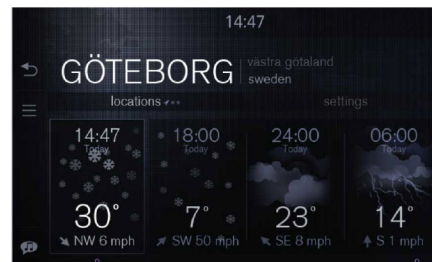 14:47
GÖTEBORG
västra götaland
sweden
locations
settings
14:47
Today
30°
NW 6 mph
18:00
Today
7°
SW 50 mph
24:00
Today
23°
SE 8 mph
06:00
Today
14°
S 1 mph